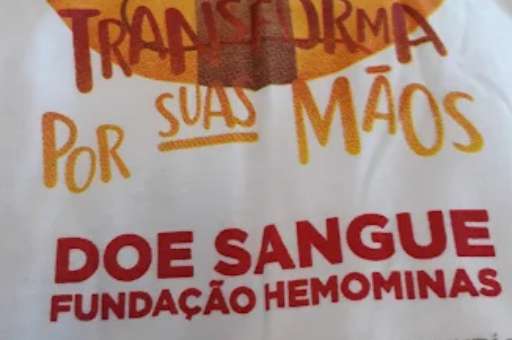 TRANSFORMA
POR SUAS MÃOS
DOE SANGUE
FUNDAÇÃO HEMOMINAS